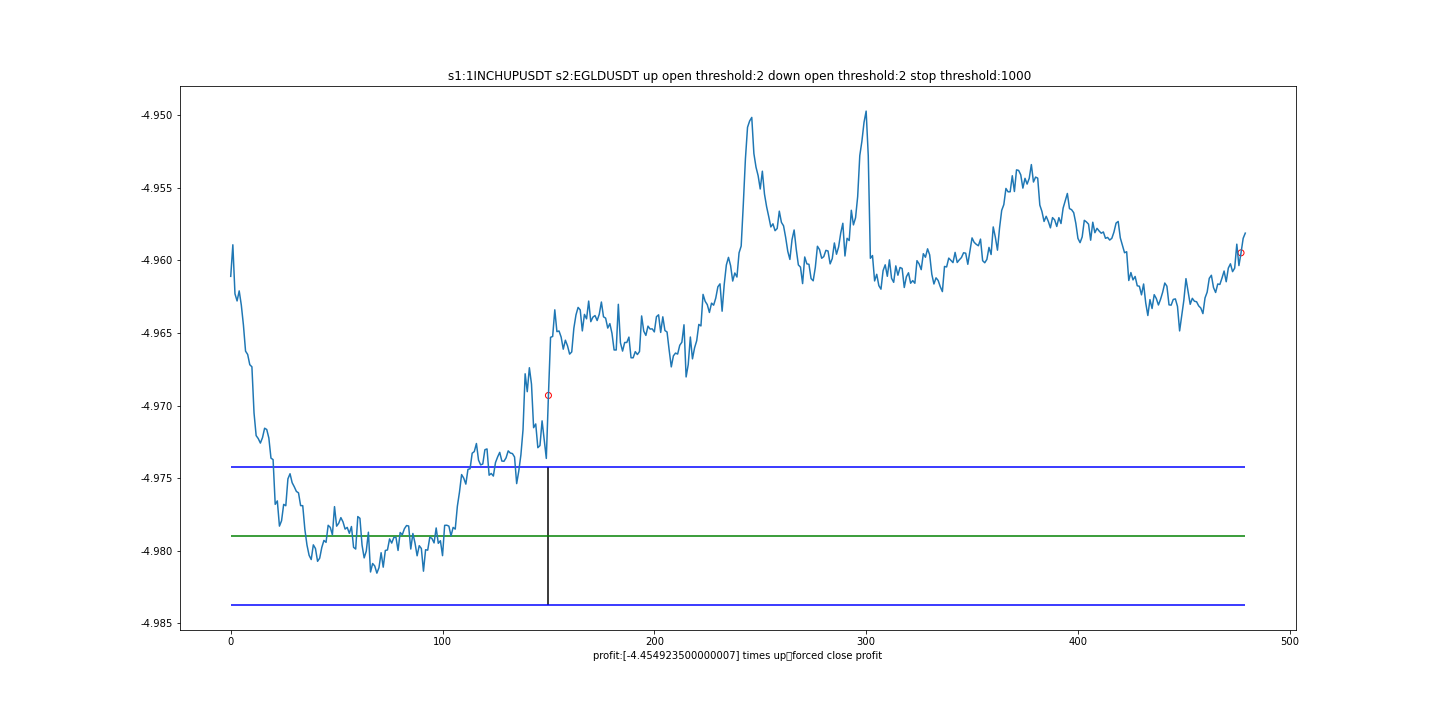 s1:1INCHUPUSDT s2:EGLDUSDT up open threshold:2 down open threshold:2 stop threshold:1000
-4.950
-4.955
-4.960
-4.965
-4.970
-4.975
-4.980
-4.985
0 100 200 300 400 500
profit:[-4.454923500000007] times up▯forced close profit